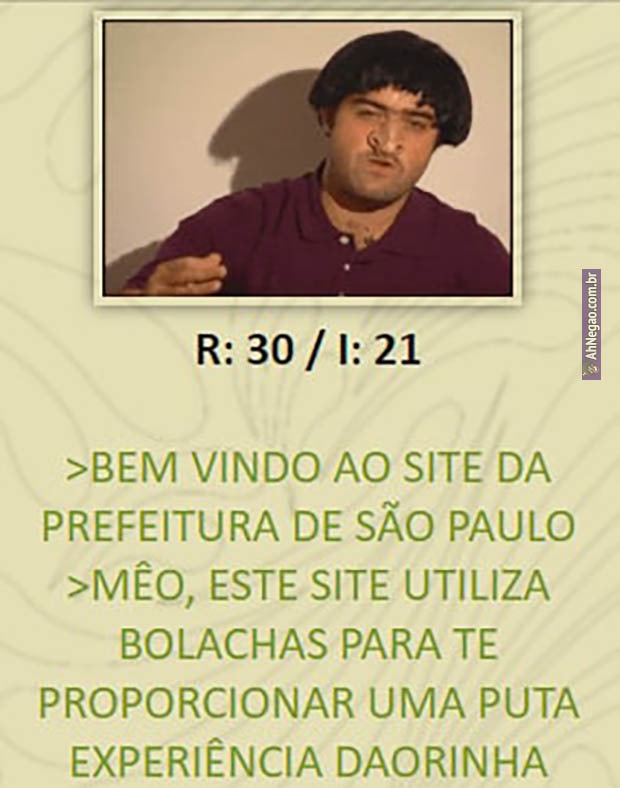 R: 30 / I: 21
AhNegao.com.br
>BEM VINDO AO SITE DA
PREFEITURA DE SÃO PAULO
>MÊO, ESTE SITE UTILIZA
BOLACHAS PARA TE
PROPORCIONAR UMA PUTA
EXPERIÊNCIA DAORINHA